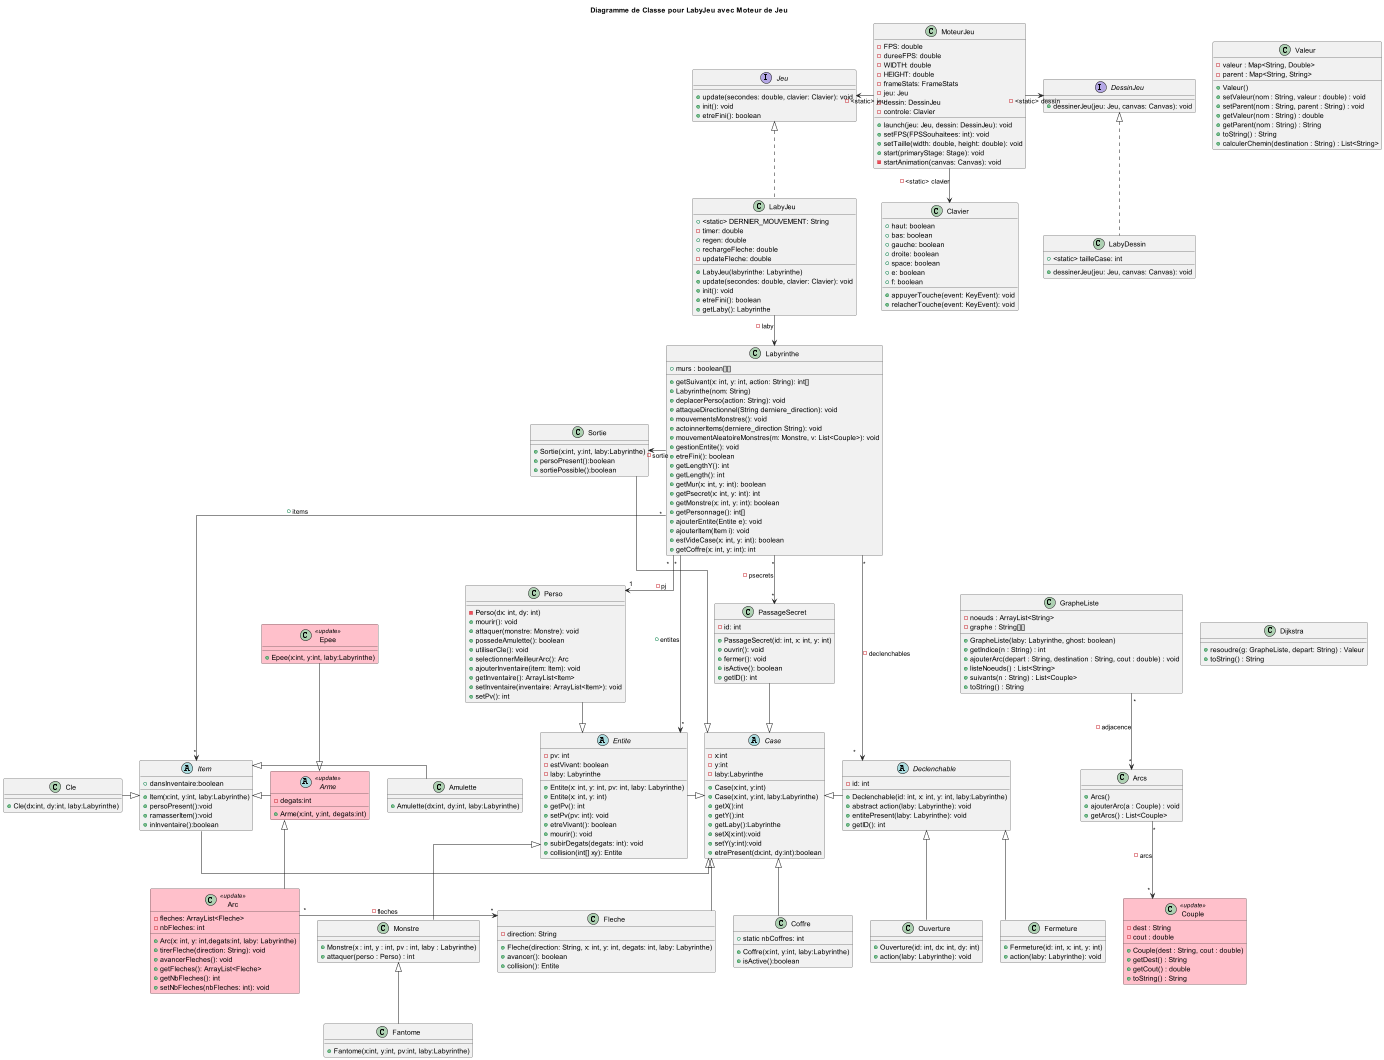 Diagramme de Classe pour LabyJeu avec Moteur de Jeu
C MoteurJeu
FPS: double
dureeFPS: double
WIDTH: double
HEIGHT: double
frameStats: FrameStats
jeu: Jeu
dessin: DessinJeu
controle: Clavier
launch(jeu: Jeu, dessin: DessinJeu): void
setFPS(FPSSouhaitees: int): void
setTaille(width: double, height: double): void
start(primaryStage: Stage): void
startAnimation(canvas: Canvas): void
I Jeu
update(secondes: double, clavier: Clavier): void
init(): void
etreFini(): boolean
<static> jeu
<static> dessin
I DessinJeu
dessinerJeu(jeu: Jeu, canvas: Canvas): void
C Valeur
valeur : Map<String, Double>
parent : Map<String, String>
Valeur()
setValeur(nom : String, valeur : double) : void
setParent(nom : String, parent : String) : void
getValeur(nom : String) : double
getParent(nom : String) : String
toString() : String
calculerChemin(destination : String) : List<String>
<static> clavier
C LabyJeu
<static> DERNIER_MOUVEMENT: String
timer: double
regen: double
rechargeFleche: double
updateFleche: double
LabyJeu(labyrinthe: Labyrinthe)
update(secondes: double, clavier: Clavier): void
init(): void
etreFini(): boolean
getLaby(): Labyrinthe
C Clavier
haut: boolean
bas: boolean
gauche: boolean
droite: boolean
space: boolean
e: boolean
f: boolean
appuyerTouche(event: KeyEvent): void
relacherTouche(event: KeyEvent): void
C LabyDessin
<static> tailleCase: int
dessinerJeu(jeu: Jeu, canvas: Canvas): void
laby
C Labyrinthe
murs : boolean[][]
getSuivant(x: int, y: int, action: String): int[]
Labyrinthe(nom: String)
deplacerPerso(action: String): void
attaqueDirectionnel(String derniere_direction): void
mouvementsMonstres(): void
actoinnerItems(derniere_direction String): void
mouvementAleatoireMonstres(m: Monstre, v: List<Couple>): void
gestionEntite(): void
etreFini(): boolean
getLengthY(): int
getLength(): int
getMur(x: int, y: int): boolean
getPsecret(x: int, y: int): int
getMonstre(x: int, y: int): boolean
getPersonnage(): int[]
ajouterEntite(Entite e): void
ajouterItem(Item i): void
estVideCase(x: int, y: int): boolean
getCoffre(x: int, y: int): int
C Sortie
Sortie(x:int, y:int, laby:Labyrinthe)
persoPresent():boolean
sortiePossible():boolean
sortie
items
*
*
*
*
*
psecrets
pj
1
entites
declenchables
C Perso
Perso(dx: int, dy: int)
mourir(): void
attaquer(monstre: Monstre): void
possedeAmulette(): boolean
utiliserCle(): void
selectionnerMeilleurArc(): Arc
ajouterInventaire(item: Item): void
getInventaire(): ArrayList<Item>
setInventaire(inventaire: ArrayList<Item>): void
setPv(): int
*
C PassageSecret
id: int
PassageSecret(id: int, x: int, y: int)
ouvrir(): void
fermer(): void
isActive(): boolean
getID(): int
C GrapheListe
noeuds : ArrayList<String>
graphe : String[][]
GrapheListe(laby: Labyrinthe, ghost: boolean)
getIndice(n : String) : int
ajouterArc(depart : String, destination : String, cout : double) : void
listeNoeuds() : List<String>
suivants(n : String) : List<Couple>
toString() : String
C Dijkstra
resoudre(g: GrapheListe, depart: String) : Valeur
toString() : String
C «update»
Epee
Epee(x:int, y:int, laby:Labyrinthe)
*
adjacence
*
*
*
*
C Cle
Cle(dx:int, dy:int, laby:Labyrinthe)
A Item
dansInventaire:boolean
Item(x:int, y:int, laby:Labyrinthe)
persoPresent():void
ramasserItem():void
inInventaire():boolean
A «update»
Arme
degats:int
Arme(x:int, y:int, degats:int)
C Amulette
Amulette(dx:int, dy:int, laby:Labyrinthe)
A Entite
pv: int
estVivant: boolean
laby: Labyrinthe
Entite(x: int, y: int, pv: int, laby: Labyrinthe)
Entite(x: int, y: int)
getPv(): int
setPv(pv: int): void
etreVivant(): boolean
mourir(): void
subirDegats(degats: int): void
collision(int[] xy): Entite
A Case
x:int
y:int
laby:Labyrinthe
Case(x:int, y:int)
Case(x:int, y:int, laby:Labyrinthe)
getX():int
getY():int
getLaby():Labyrinthe
setX(x:int):void
setY(y:int):void
etrePresent(dx:int, dy:int):boolean
A Declenchable
id: int
Declenchable(id: int, x: int, y: int, laby:Labyrinthe)
abstract action(laby: Labyrinthe): void
entitePresent(laby: Labyrinthe): void
getID(): int
C Arcs
Arcs()
ajouterArc(a : Couple) : void
getArcs() : List<Couple>
*
arcs
*
C «update»
Arc
fleches: ArrayList<Fleche>
nbFleches: int
Arc(x: int, y: int,degats:int, laby: Labyrinthe)
tirerFleche(direction: String): void
avancerFleches(): void
getFleches(): ArrayList<Fleche>
getNbFleches(): int
setNbFleches(nbFleches: int): void
*
fleches
*
C Monstre
Monstre(x : int, y : int, pv : int, laby : Labyrinthe)
attaquer(perso : Perso) : int
C Fleche
direction: String
Fleche(direction: String, x: int, y: int, degats: int, laby: Labyrinthe)
avancer(): boolean
collision(): Entite
C Coffre
static nbCoffres: int
Coffre(x:int, y:int, laby:Labyrinthe)
isActive():boolean
C Ouverture
Ouverture(id: int, dx: int, dy: int)
action(laby: Labyrinthe): void
C Fermeture
Fermeture(id: int, x: int, y: int)
action(laby: Labyrinthe): void
C «update»
Couple
dest : String
cout : double
Couple(dest : String, cout : double)
getDest() : String
getCout() : double
toString() : String
C Fantome
Fantome(x:int, y:int, pv:int, laby:Labyrinthe)